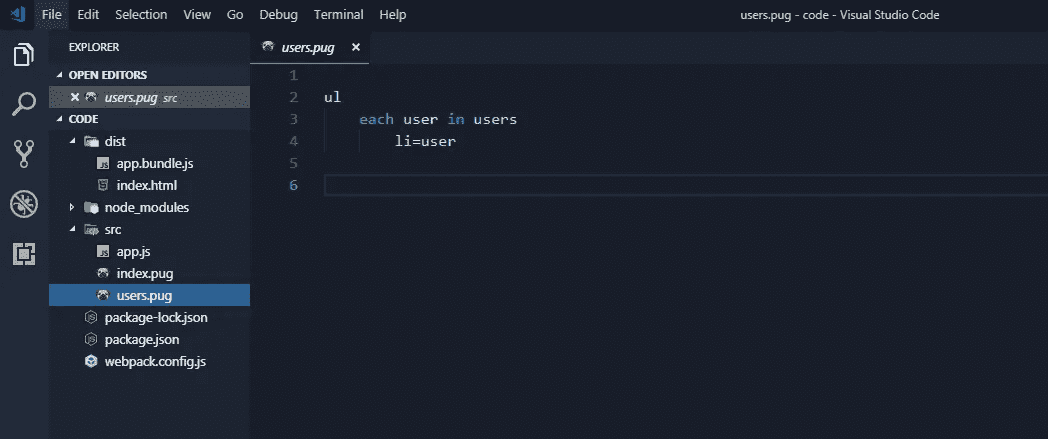 File Edit Selection View Go Debug Terminal Help users.pug - code - Visual Studio Code
EXPLORER
OPEN EDITORS
users.pug src
CODE
dist
app.bundle.js
index.html
node_modules
src
app.js
index.pug
users.pug
package-lock.json
package.json
webpack.config.js
users.pug
1
2 ul
3 each user in users
4 li=user
5
6